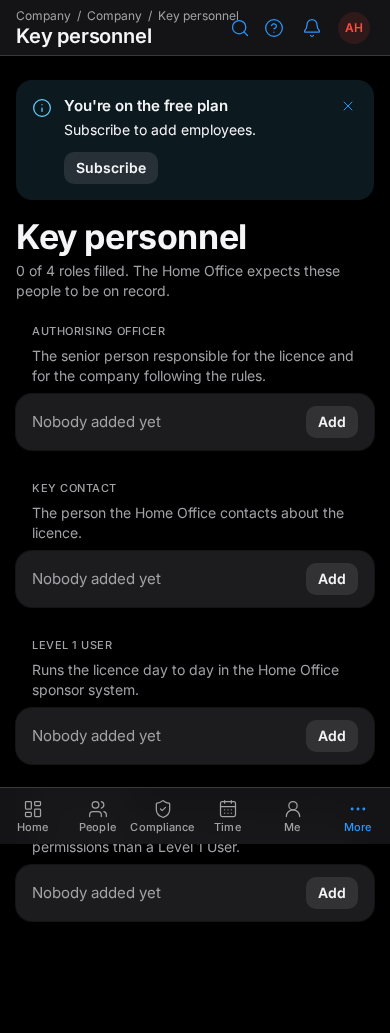 Company / Company / Key personnel
Key personnel
AH
You're on the free plan
Subscribe to add employees.
Subscribe
Key personnel
0 of 4 roles filled. The Home Office expects these
people to be on record.
AUTHORISING OFFICER
The senior person responsible for the licence and
for the company following the rules.
Nobody added yet
Add
KEY CONTACT
The person the Home Office contacts about the
licence.
Nobody added yet
Add
LEVEL 1 USER
Runs the licence day to day in the Home Office
sponsor system.
Nobody added yet
Add
Home
People
Compliance
Time
Me
More
permissions than a Level 1 User.
Nobody added yet
Add